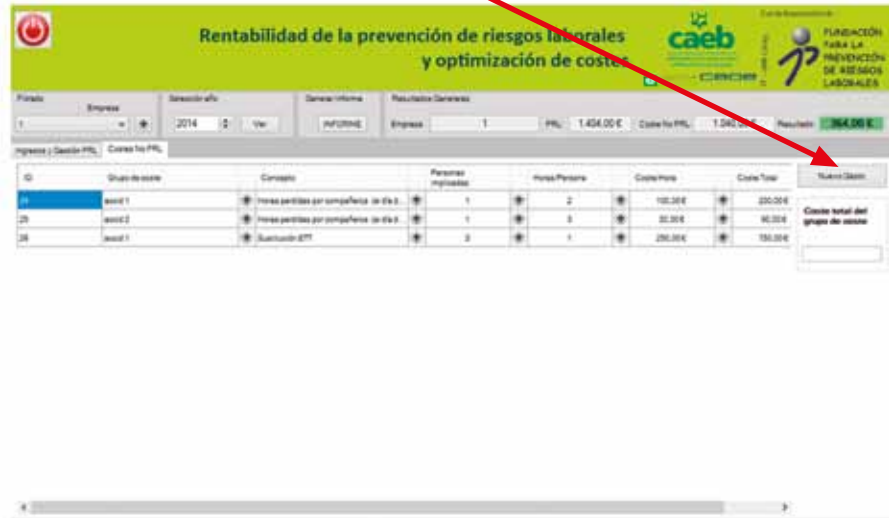 Rentabilidad de la prevención de riesgos laborales
y optimización de costes
caeb
FUNDACIÓN
PARA LA
PREVENCIÓN
DE RIESGOS
LABORALES
Filtrado Selección año Generar Informe Resultados Generales
Empresa
1 2014 Ver INFORME Empresa 1 PRL 1.404,00 € Coste No PRL 1.040,00 € Resultado 364,00 €
Ingresos y Gestión PRL Costes No PRL
ID Grupo de coste Concepto Personas implicadas Horas/Persona Coste Hora Coste Total Nuevo Gasto
24 accid 1 Horas perdidas por compañeros (el día d... 1 2 100,00 € 200,00 €
25 accid 2 Horas perdidas por compañeros (el día d... 1 3 30,00 € 90,00 €
26 accid 1 Sustitución ETT 3 1 250,00 € 750,00 €
Coste total del
grupo de coste